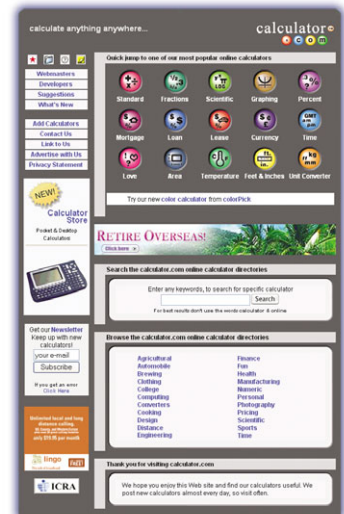 calculate anything anywhere...
calculator
com
Quick jump to one of our most popular online calculators
Standard
Fractions
Scientific
Graphing
Percent
Mortgage
Loan
Lease
Currency
Time
Love
Area
Temperature
Feet & Inches
Unit Converter
Try our new color calculator from colorPick
Webmasters
Developers
Suggestions
What's New
Add Calculators
Contact Us
Link to Us
Advertise with Us
Privacy Statement
NEW!
Calculator
Store
Pocket & Desktop
Calculators
RETIRE OVERSEAS!
Click here
Search the calculator.com online calculator directories
Enter any keywords, to search for specific calculator
Search
For best results don't use the words calculator & online
Get our Newsletter
Keep up with new
calculators!
your e-mail
Subscribe
If you get an error
Click Here
Browse the calculator.com online calculator directories
Agricultural
Automobile
Brewing
Clothing
College
Computing
Converters
Cooking
Design
Distance
Engineering
Finance
Fun
Health
Manufacturing
Numeric
Personal
Photography
Pricing
Scientific
Sports
Time
Unlimited local and long
distance calling.
only $19.95 per month
lingo
ICRA
Thank you for visiting calculator.com
We hope you enjoy this Web site and find our calculators useful. We
post new calculators almost every day, so visit often.